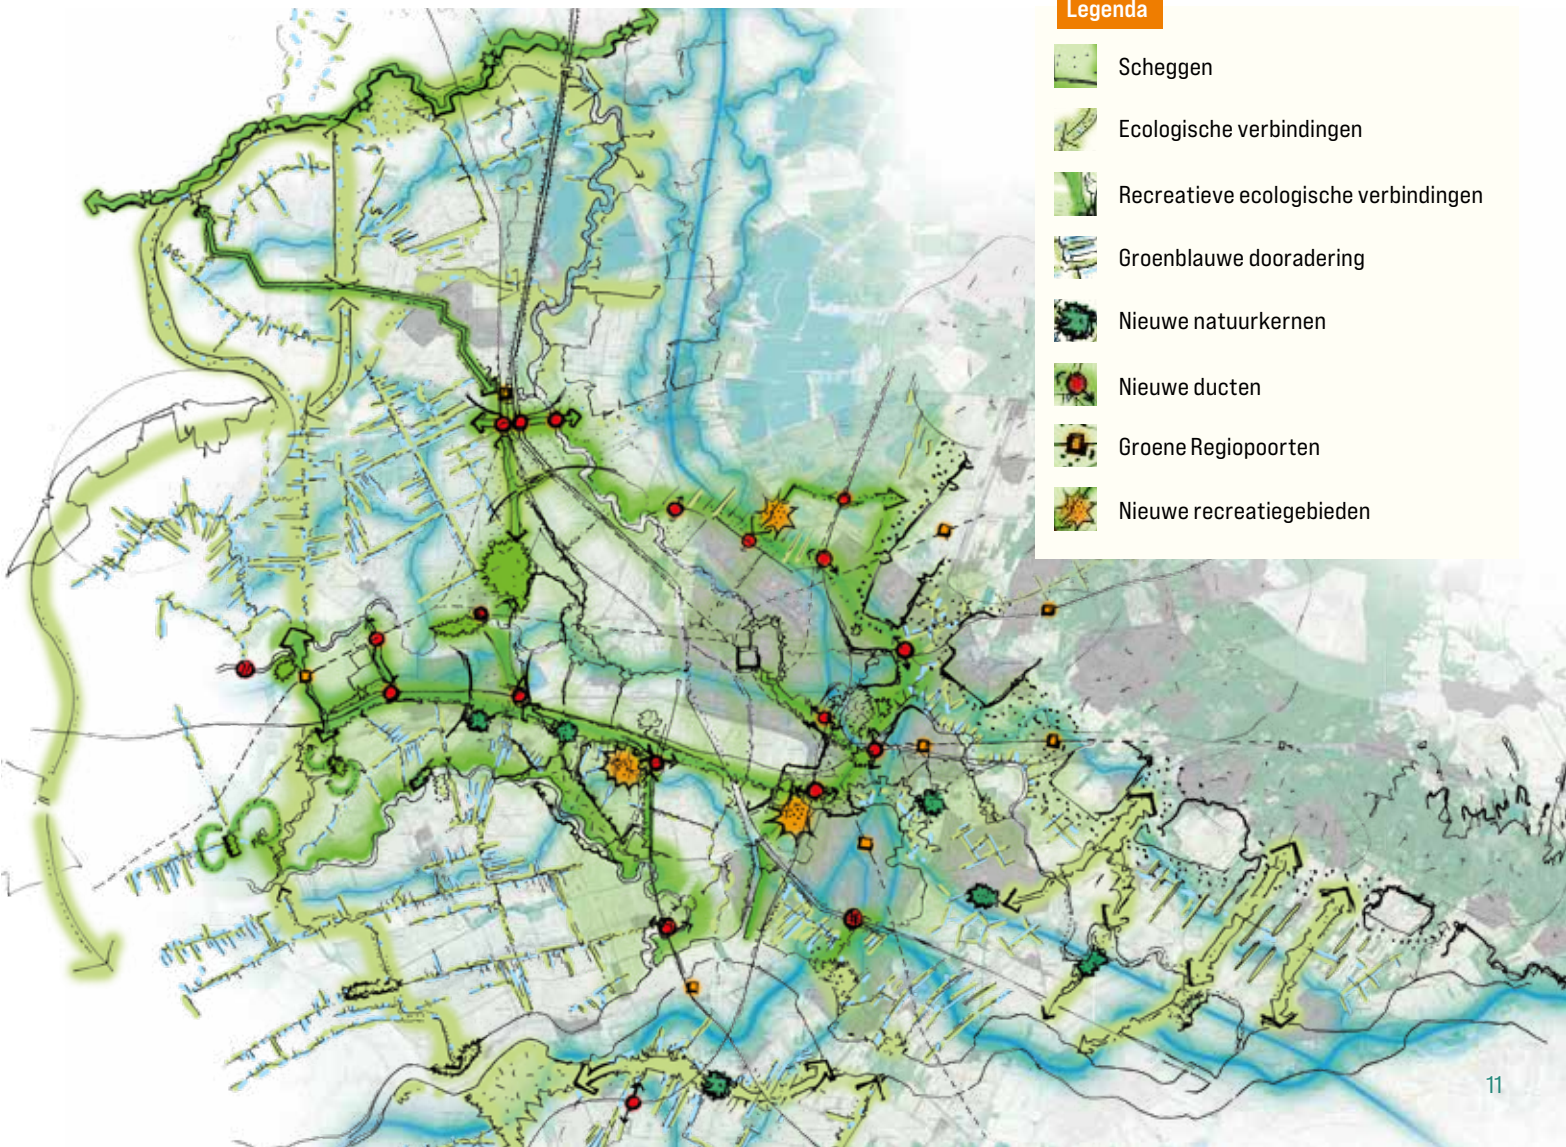 Legenda
Scheggen
Ecologische verbindingen
Recreatieve ecologische verbindingen
Groenblauwe dooradering
Nieuwe natuurkernen
Nieuwe ducten
Groene Regiopoorten
Nieuwe recreatiegebieden
11